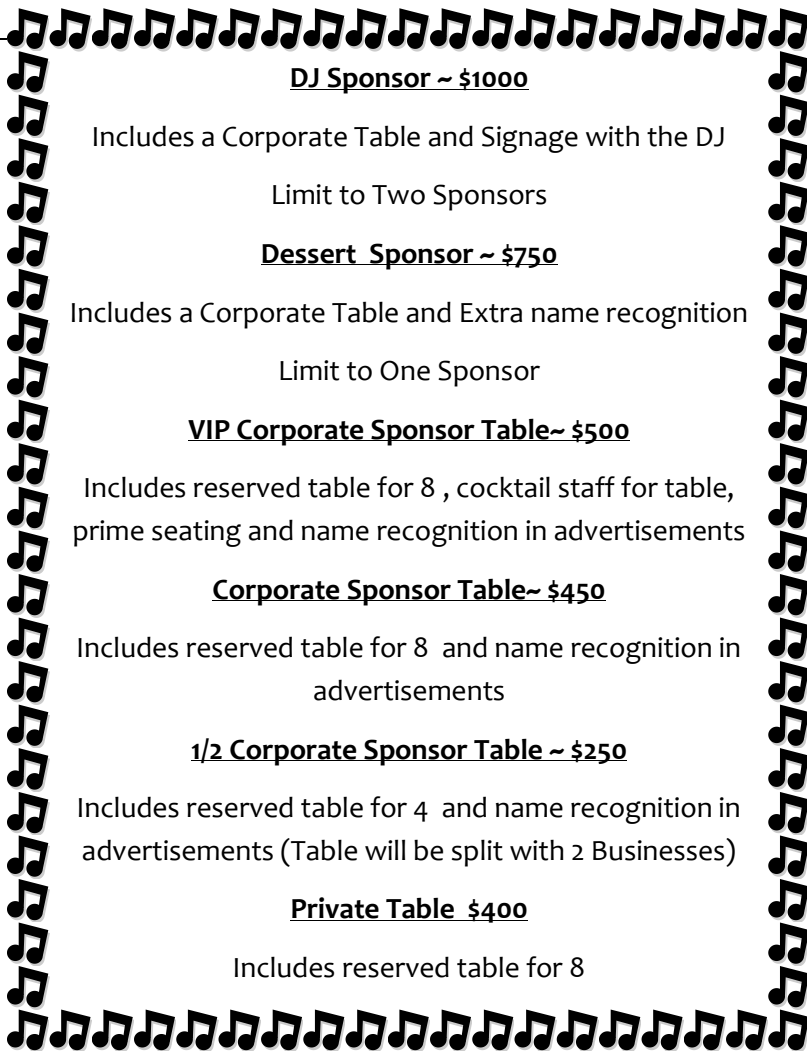 DJ Sponsor ~ $1000
Includes a Corporate Table and Signage with the DJ
Limit to Two Sponsors
Dessert  Sponsor ~ $750
Includes a Corporate Table and Extra name recognition
Limit to One Sponsor
VIP Corporate Sponsor Table~ $500
Includes reserved table for 8 , cocktail staff for table,
prime seating and name recognition in advertisements
Corporate Sponsor Table~ $450
Includes reserved table for 8  and name recognition in
advertisements
1/2 Corporate Sponsor Table ~ $250
Includes reserved table for 4  and name recognition in
advertisements (Table will be split with 2 Businesses)
Private Table  $400
Includes reserved table for 8